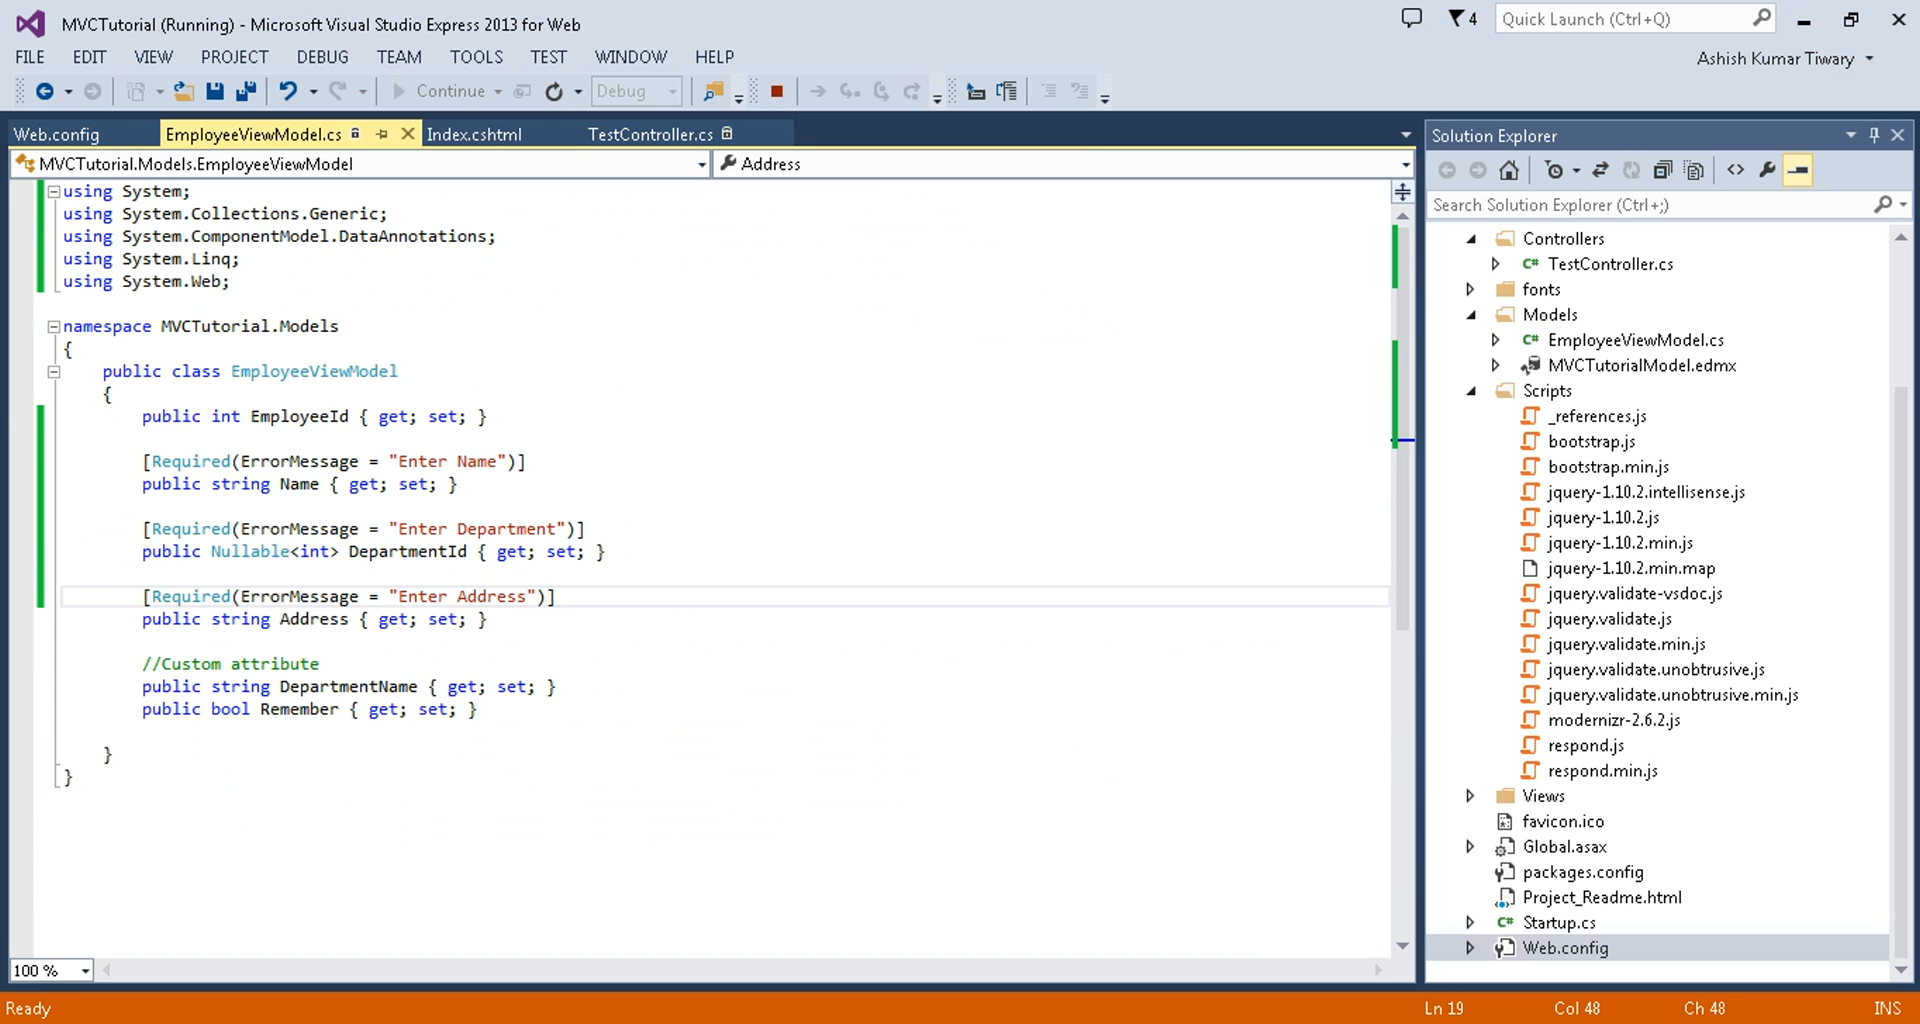 MVCTutorial (Running) - Microsoft Visual Studio Express 2013 for Web
4
Quick Launch (Ctrl+Q)
FILE EDIT VIEW PROJECT DEBUG TEAM TOOLS TEST WINDOW HELP
Ashish Kumar Tiwary
Continue
Debug
Web.config
EmployeeViewModel.cs
Index.cshtml
TestController.cs
MVCTutorial.Models.EmployeeViewModel
Address
using System;
using System.Collections.Generic;
using System.ComponentModel.DataAnnotations;
using System.Linq;
using System.Web;
namespace MVCTutorial.Models
{
public class EmployeeViewModel
{
public int EmployeeId { get; set; }
[Required(ErrorMessage = "Enter Name")]
public string Name { get; set; }
[Required(ErrorMessage = "Enter Department")]
public Nullable<int> DepartmentId { get; set; }
[Required(ErrorMessage = "Enter Address")]
public string Address { get; set; }
//Custom attribute
public string DepartmentName { get; set; }
public bool Remember { get; set; }
}
}
100 %
Solution Explorer
Search Solution Explorer (Ctrl+;)
Controllers
C# TestController.cs
fonts
Models
C# EmployeeViewModel.cs
MVCTutorialModel.edmx
Scripts
_references.js
bootstrap.js
bootstrap.min.js
jquery-1.10.2.intellisense.js
jquery-1.10.2.js
jquery-1.10.2.min.js
jquery-1.10.2.min.map
jquery.validate-vsdoc.js
jquery.validate.js
jquery.validate.min.js
jquery.validate.unobtrusive.js
jquery.validate.unobtrusive.min.js
modernizr-2.6.2.js
respond.js
respond.min.js
Views
favicon.ico
Global.asax
packages.config
Project_Readme.html
C# Startup.cs
Web.config
Ready
Ln 19
Col 48
Ch 48
INS